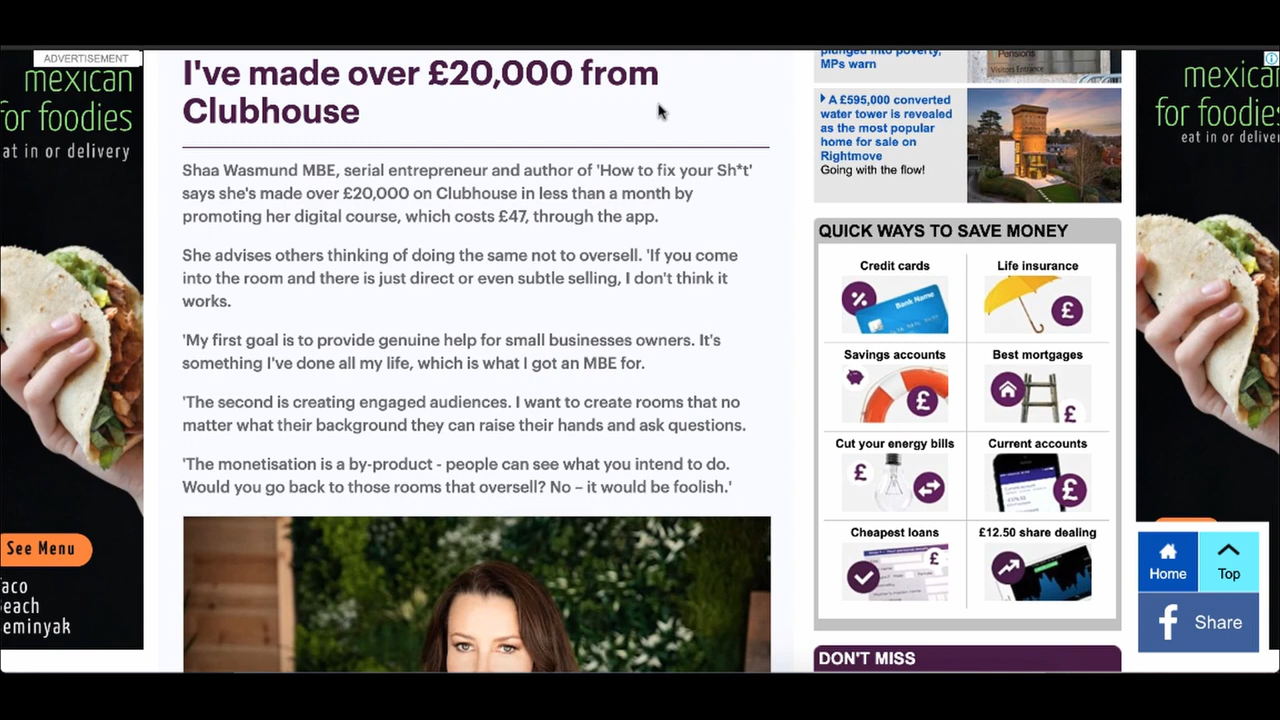 ADVERTISEMENT
mexican
for foodies
at in or delivery
See Menu
aco
each
eminyak
I've made over £20,000 from
Clubhouse
Shaa Wasmund MBE, serial entrepreneur and author of 'How to fix your Sh*t'
says she's made over £20,000 on Clubhouse in less than a month by
promoting her digital course, which costs £47, through the app.
She advises others thinking of doing the same not to oversell. 'If you come
into the room and there is just direct or even subtle selling, I don't think it
works.
'My first goal is to provide genuine help for small businesses owners. It's
something I've done all my life, which is what I got an MBE for.
'The second is creating engaged audiences. I want to create rooms that no
matter what their background they can raise their hands and ask questions.
'The monetisation is a by-product - people can see what you intend to do.
Would you go back to those rooms that oversell? No – it would be foolish.'
plunged into poverty,
MPs warn
Pensions
Visitors Entrance
A £595,000 converted
water tower is revealed
as the most popular
home for sale on
Rightmove
Going with the flow!
QUICK WAYS TO SAVE MONEY
Credit cards
Life insurance
%
Bank Name
£
Savings accounts
Best mortgages
£
£
Cut your energy bills
Current accounts
£
£
Cheapest loans
£12.50 share dealing
£
DON'T MISS
mexican
for foodies
eat in or deliver
Home
Top
f Share